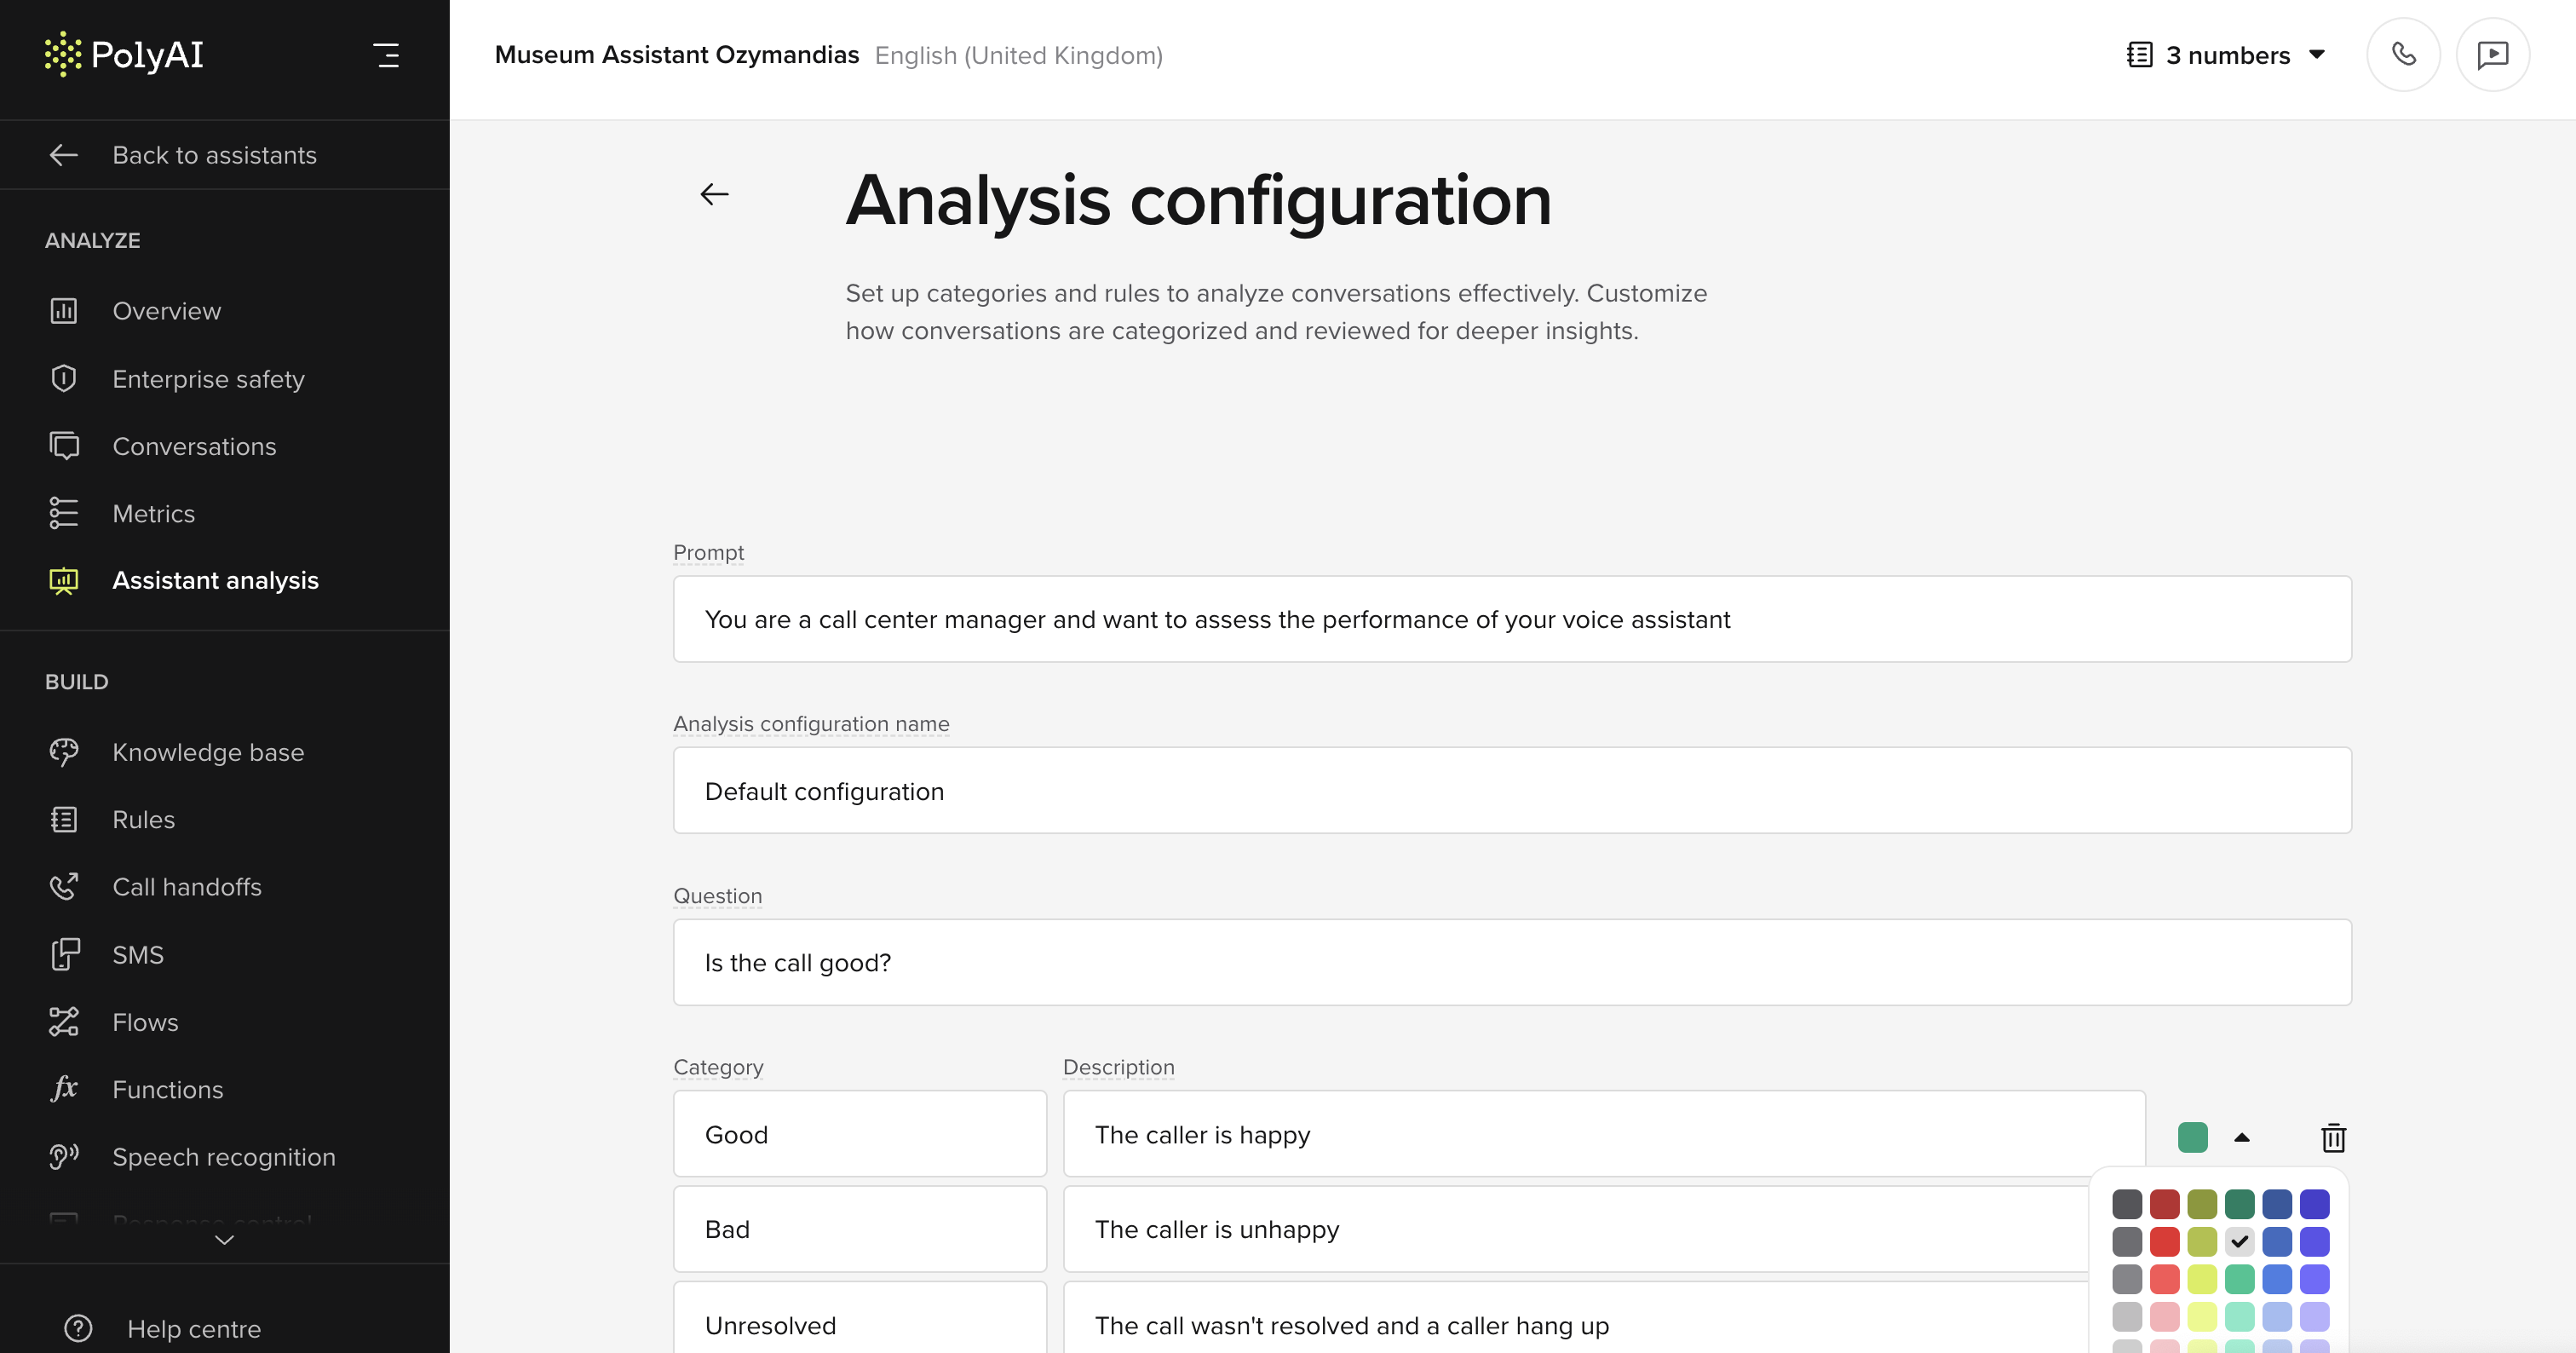 PolyAI
Museum Assistant Ozymandias English (United Kingdom)
3 numbers
Back to assistants
ANALYZE
Overview
Enterprise safety
Conversations
Metrics
Assistant analysis
BUILD
Knowledge base
Rules
Call handoffs
SMS
Flows
fx Functions
Speech recognition
Response control
Help centre
Analysis configuration
Set up categories and rules to analyze conversations effectively. Customize
how conversations are categorized and reviewed for deeper insights.
Prompt
You are a call center manager and want to assess the performance of your voice assistant
Analysis configuration name
Default configuration
Question
Is the call good?
Category Description
Good The caller is happy
Bad The caller is unhappy
Unresolved The call wasn't resolved and a caller hang up